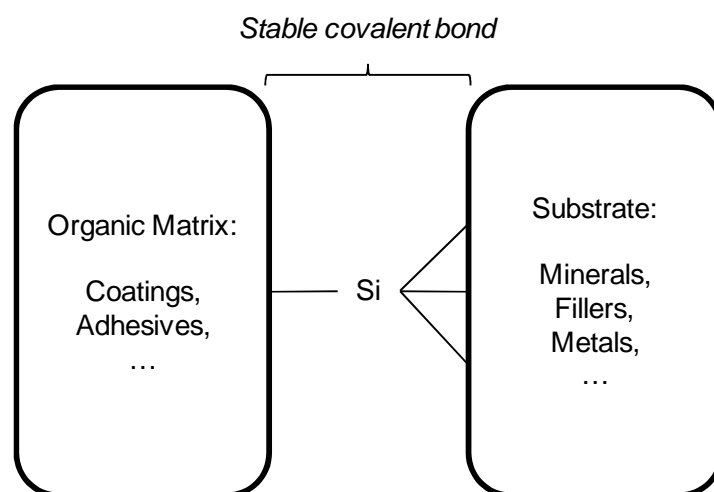 Stable covalent bond
Organic Matrix:
Coatings,
Adhesives,
…
Si
Substrate:
Minerals,
Fillers,
Metals,
…